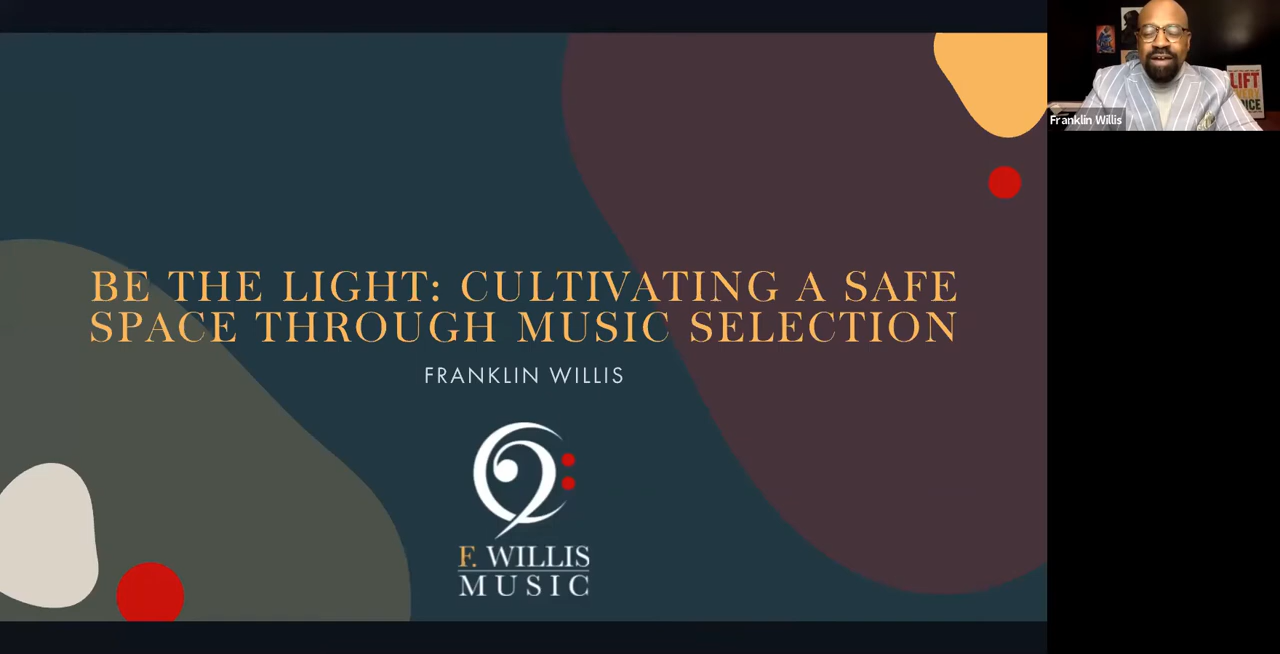 BE THE LIGHT: CULTIVATING A SAFE
SPACE THROUGH MUSIC SELECTION
FRANKLIN WILLIS
F. WILLIS
MUSIC
Franklin Willis
LIFT